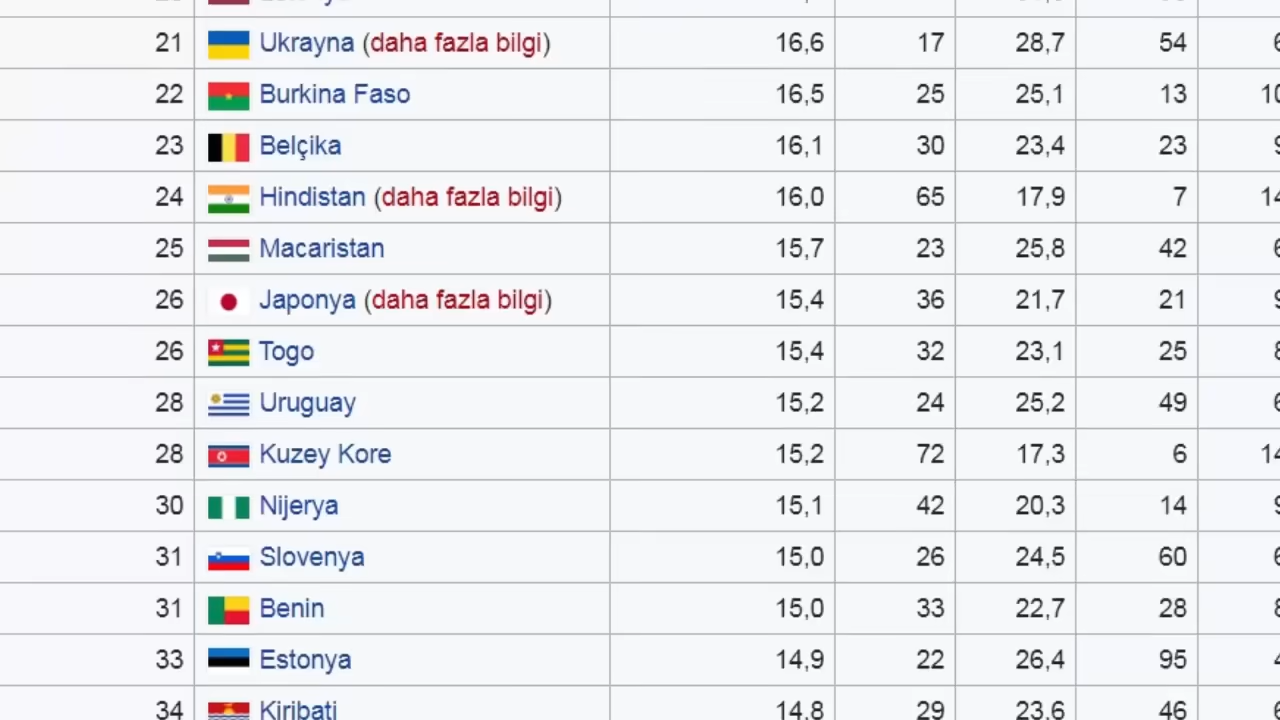 21 Ukrayna (daha fazla bilgi) 16,6 17 28,7 54
22 Burkina Faso 16,5 25 25,1 13 10
23 Belçika 16,1 30 23,4 23
24 Hindistan (daha fazla bilgi) 16,0 65 17,9 7 14
25 Macaristan 15,7 23 25,8 42
26 Japonya (daha fazla bilgi) 15,4 36 21,7 21
26 Togo 15,4 32 23,1 25
28 Uruguay 15,2 24 25,2 49
28 Kuzey Kore 15,2 72 17,3 6 14
30 Nijerya 15,1 42 20,3 14
31 Slovenya 15,0 26 24,5 60
31 Benin 15,0 33 22,7 28
33 Estonya 14,9 22 26,4 95
34 Kiribati 14,8 29 23,6 46